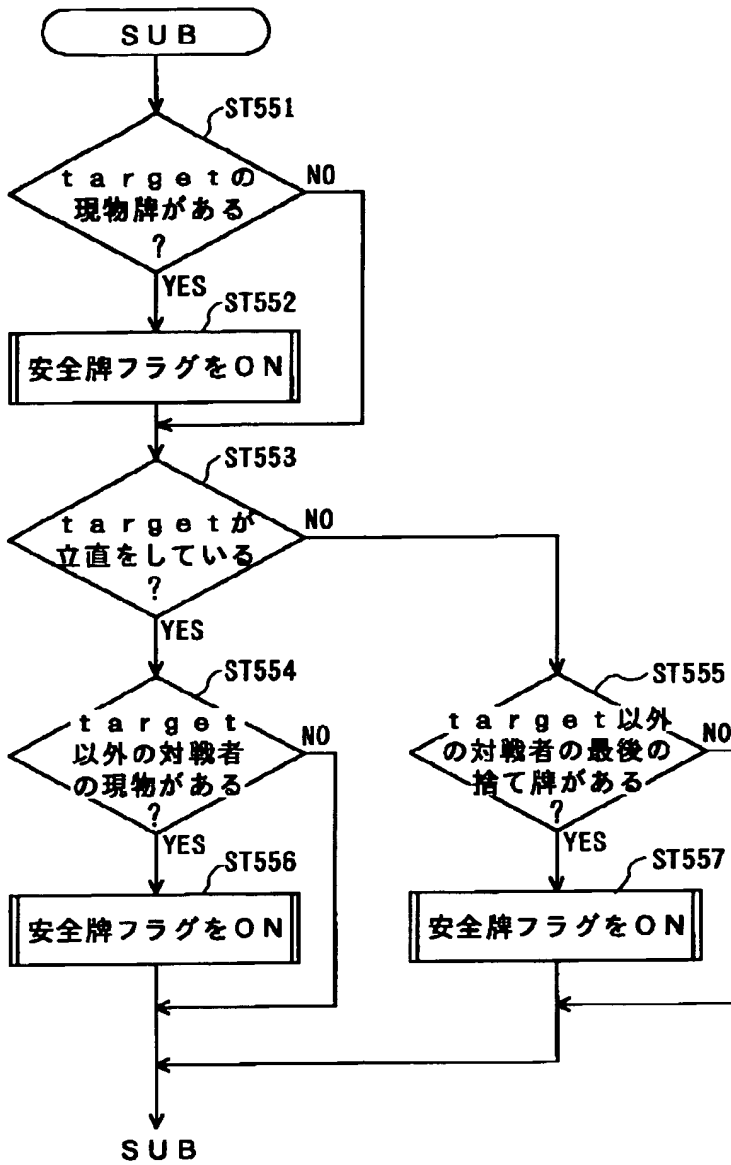 SUB
ST551
targetの
現物牌がある
?
NO
YES
ST552
安全牌フラグをON
ST553
targetが
立直をしている
?
NO
YES
ST554
target
以外の対戦者
の現物がある
?
NO
YES
ST556
安全牌フラグをON
ST555
target以外
の対戦者の最後の
捨て牌がある
?
NO
YES
ST557
安全牌フラグをON
SUB